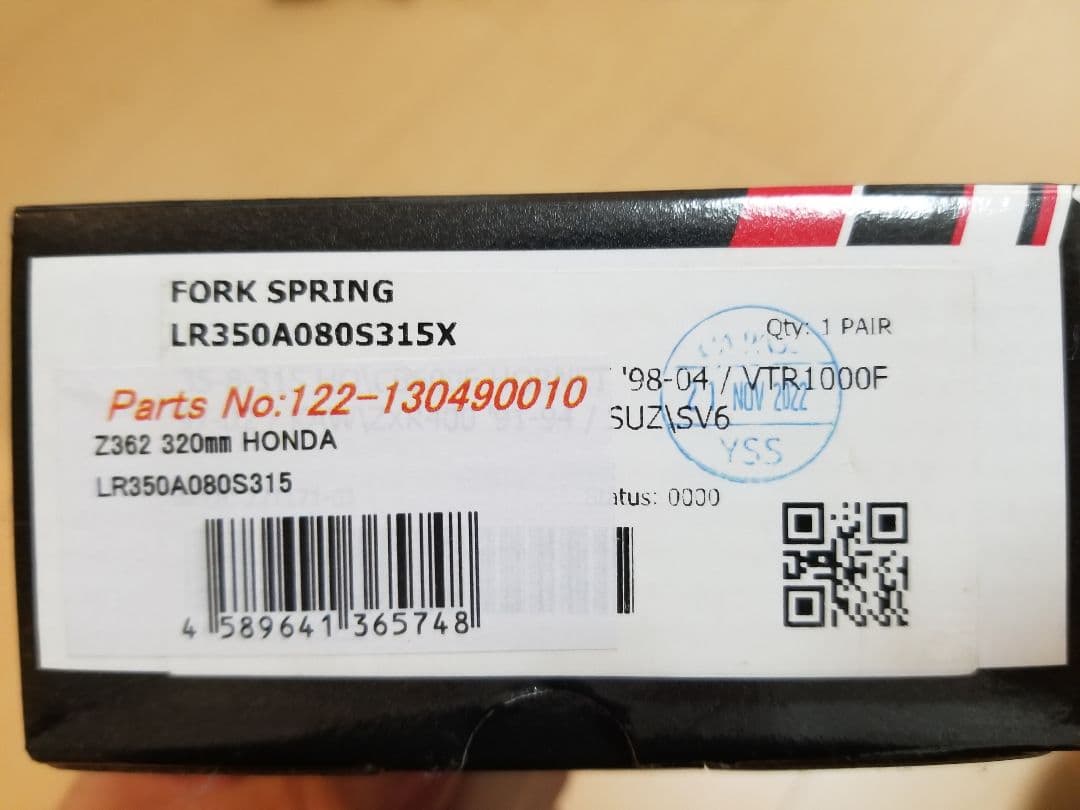 FORK SPRING
LR350A080S315X
Qty: 1 PAIR
'98-04 / VTR1000F
SUZ\SV6
Parts No:122-130490010
Z362 320mm HONDA
LR350A080S315
atus: 0000
NOV 2022
YSS
4 589641 365748